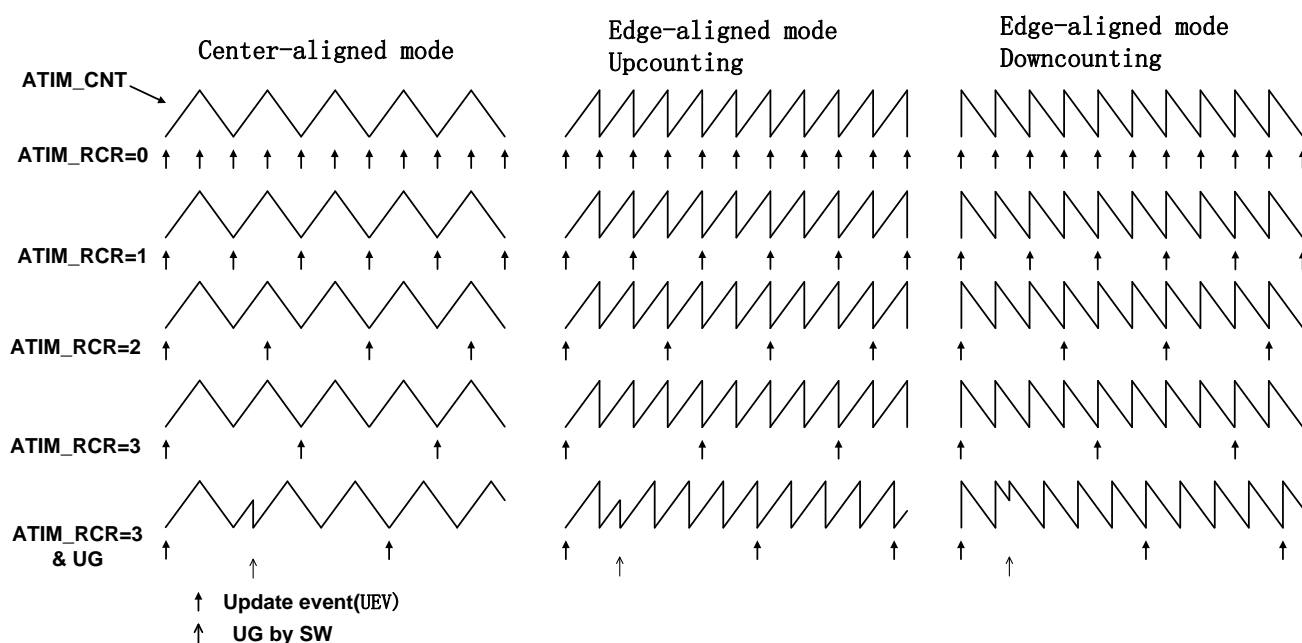 Center-aligned mode
Edge-aligned mode
Upcounting
Edge-aligned mode
Downcounting
ATIM_CNT
ATIM_RCR=0
ATIM_RCR=1
ATIM_RCR=2
ATIM_RCR=3
ATIM_RCR=3
& UG
Update event(UEV)
UG by SW